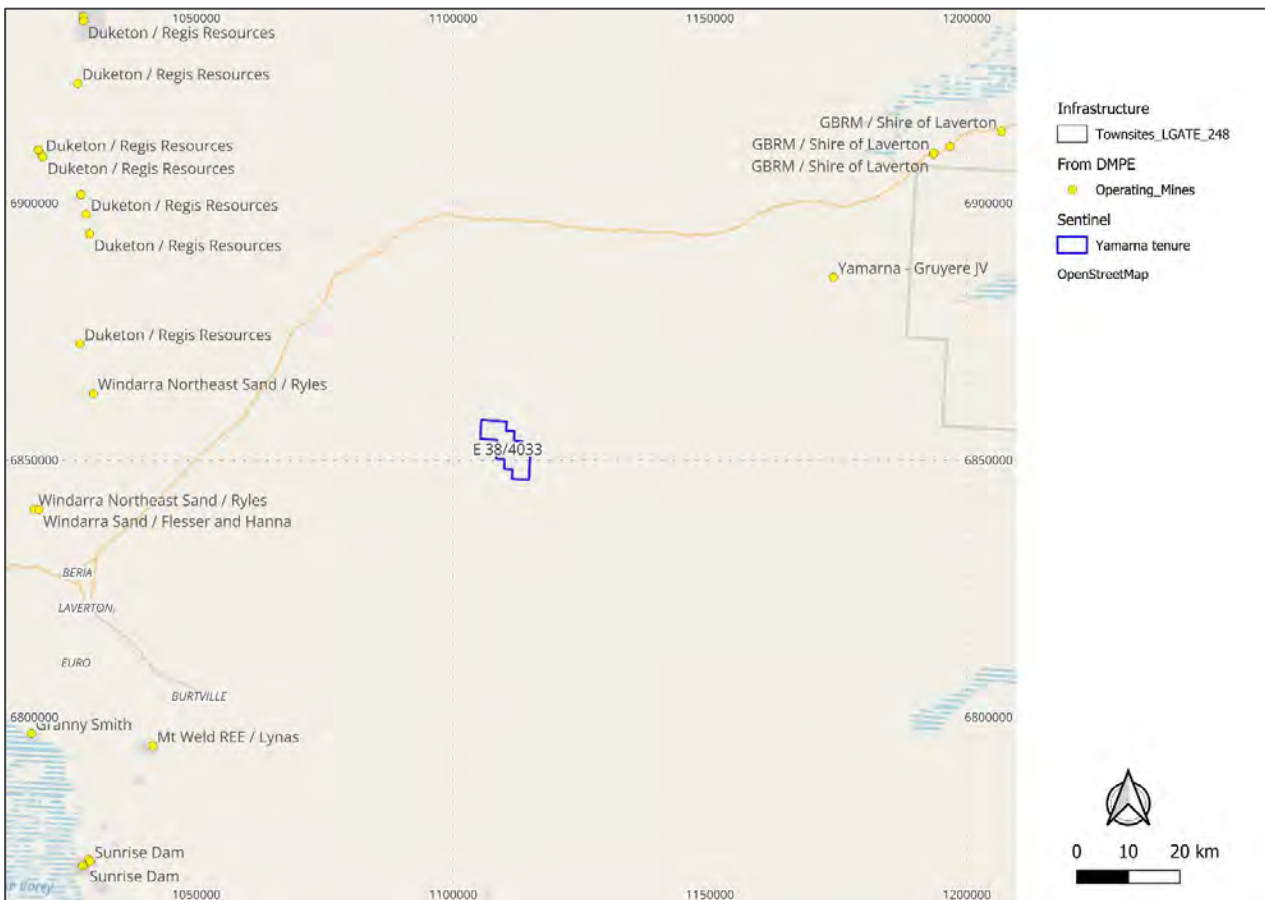 1050000
1100000
1150000
1200000
Duketon / Regis Resources
Duketon / Regis Resources
GBRM / Shire of Laverton
GBRM / Shire of Laverton
GBRM / Shire of Laverton
Duketon / Regis Resources
Duketon / Regis Resources
6900000
Duketon / Regis Resources
6900000
Duketon / Regis Resources
Yamarna - Gruyere JV
Duketon / Regis Resources
Windarra Northeast Sand / Ryles
E 38/4033
6850000
6850000
Windarra Northeast Sand / Ryles
Windarra Sand / Flesser and Hanna
BERIA
LAVERTON
EURO
BURTVILLE
6800000
6800000
Granny Smith
Mt Weld REE / Lynas
Sunrise Dam
Sunrise Dam
1050000
1100000
1150000
1200000
Infrastructure
Townsites_LGATE_248
From DMPE
Operating_Mines
Sentinel
Yamarna tenure
OpenStreetMap
0 10 20 km